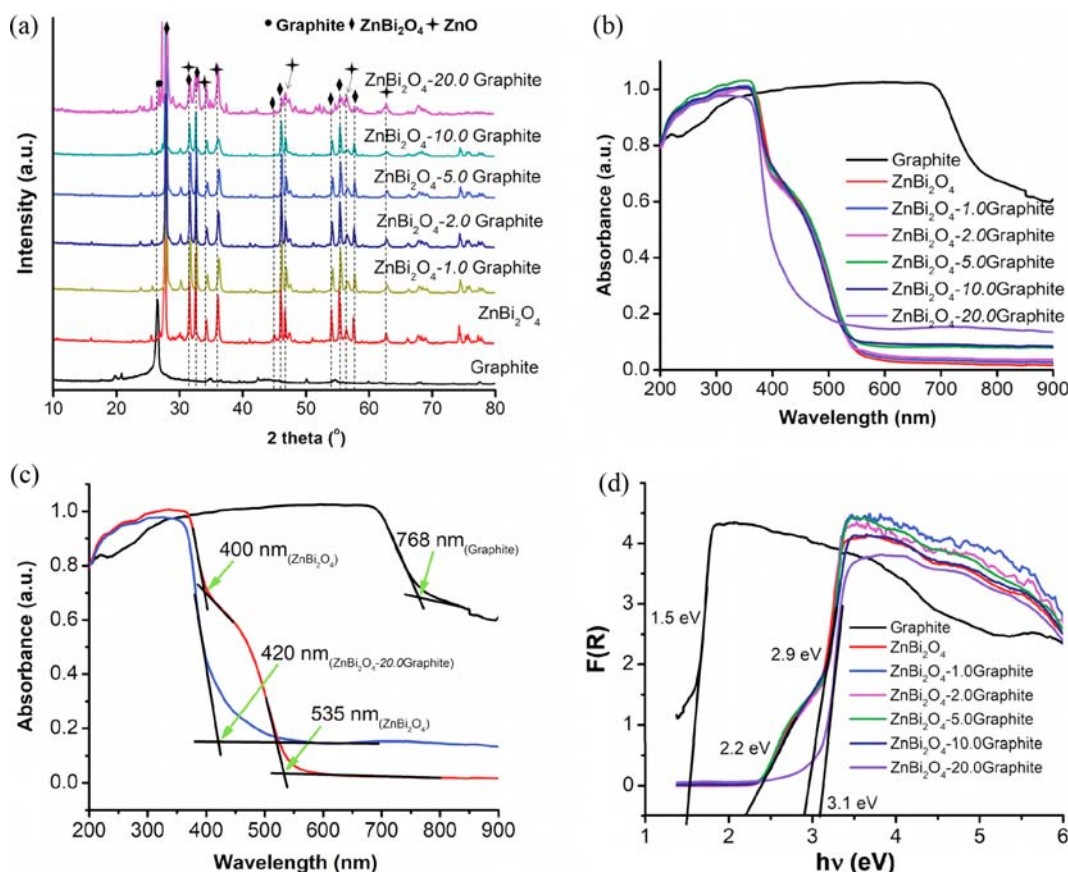 (a)
● Graphite ♦ ZnBi₂O₄ ✦ ZnO
ZnBi₂O₄-20.0 Graphite
ZnBi₂O₄-10.0 Graphite
ZnBi₂O₄-5.0 Graphite
ZnBi₂O₄-2.0 Graphite
ZnBi₂O₄-1.0 Graphite
ZnBi₂O₄
Graphite
Intensity (a.u.)
10 20 30 40 50 60 70 80
2 theta (°)
(b)
Absorbance (a.u.)
1.2
1.0
0.8
0.6
0.4
0.2
0.0
Graphite
ZnBi₂O₄
ZnBi₂O₄-1.0Graphite
ZnBi₂O₄-2.0Graphite
ZnBi₂O₄-5.0Graphite
ZnBi₂O₄-10.0Graphite
ZnBi₂O₄-20.0Graphite
200 300 400 500 600 700 800 900
Wavelength (nm)
(c)
Absorbance (a.u.)
1.0
0.8
0.6
0.4
0.2
0.0
400 nm(ZnBi₂O₄)
768 nm(Graphite)
420 nm(ZnBi₂O₄-20.0Graphite)
535 nm(ZnBi₂O₄)
200 300 400 500 600 700 800 900
Wavelength (nm)
(d)
F(R)
5
4
3
2
1
0
1.5 eV
2.9 eV
2.2 eV
3.1 eV
Graphite
ZnBi₂O₄
ZnBi₂O₄-1.0Graphite
ZnBi₂O₄-2.0Graphite
ZnBi₂O₄-5.0Graphite
ZnBi₂O₄-10.0Graphite
ZnBi₂O₄-20.0Graphite
1 2 3 4 5 6
hν (eV)